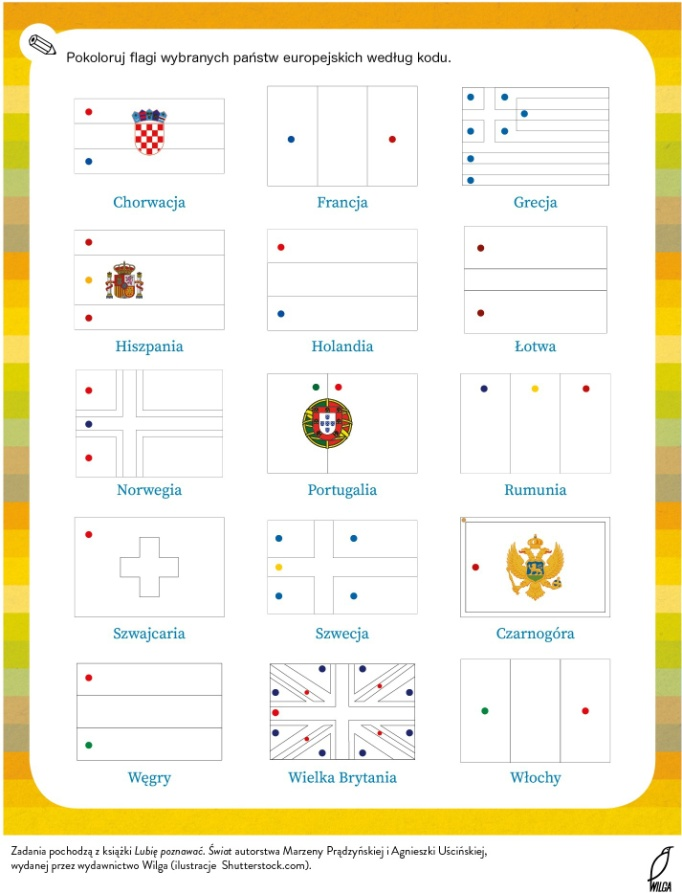 Pokoloruj flagi wybranych państw europejskich według kodu.
Chorwacja
Francja
Grecja
Hiszpania
Holandia
Łotwa
Norwegia
Portugalia
Rumunia
Szwajcaria
Szwecja
Czarnogóra
Węgry
Wielka Brytania
Włochy
Zadania pochodzą z książki Lubię poznawać. Świat autorstwa Marzeny Prądzyńskiej i Agnieszki Uścińskiej,
wydanej przez wydawnictwo Wilga (ilustracje Shutterstock.com).
WILGA